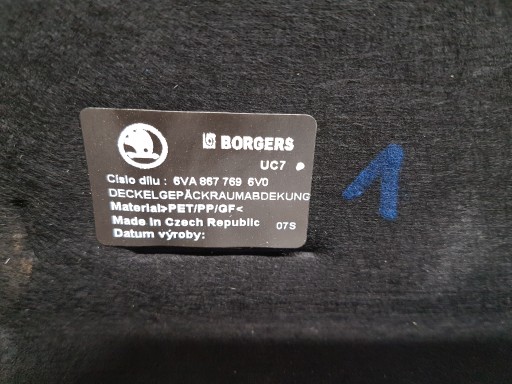 BORGERS
UC7
Cislo dilu : 6VA 867 769 6V0
DECKELGEPÄCKRAUMABDEKUNG
Material>PET/PP/GF<
Made in Czech Republic 07S
Datum výroby:
1